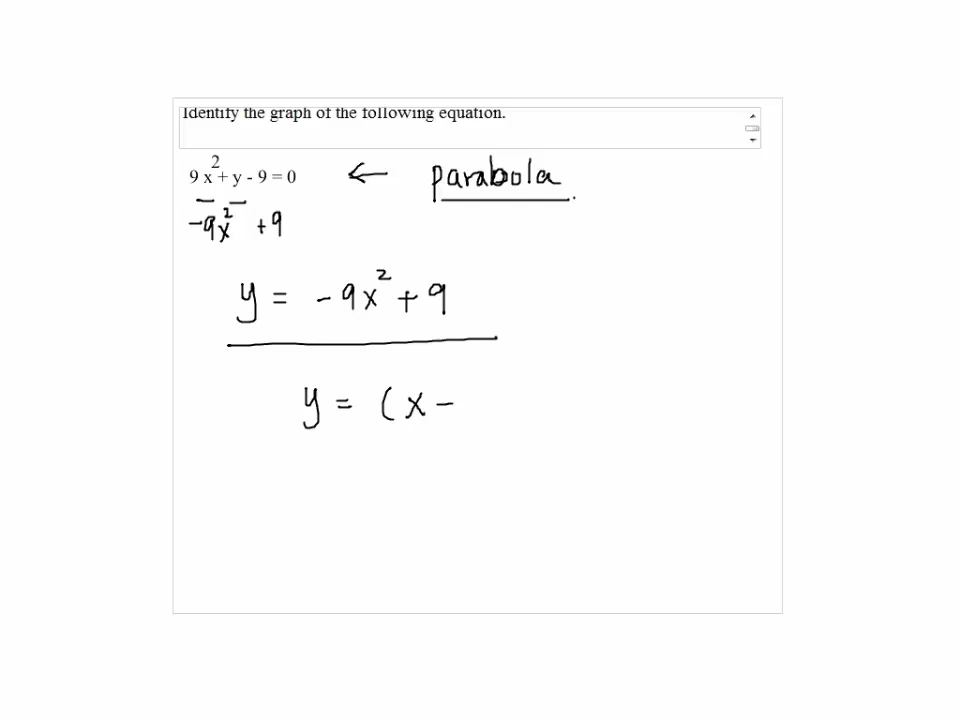 Identify the graph of the following equation.
9 x² + y - 9 = 0 ← parabola.
-9x² +9
y = -9x² + 9
y = (x -